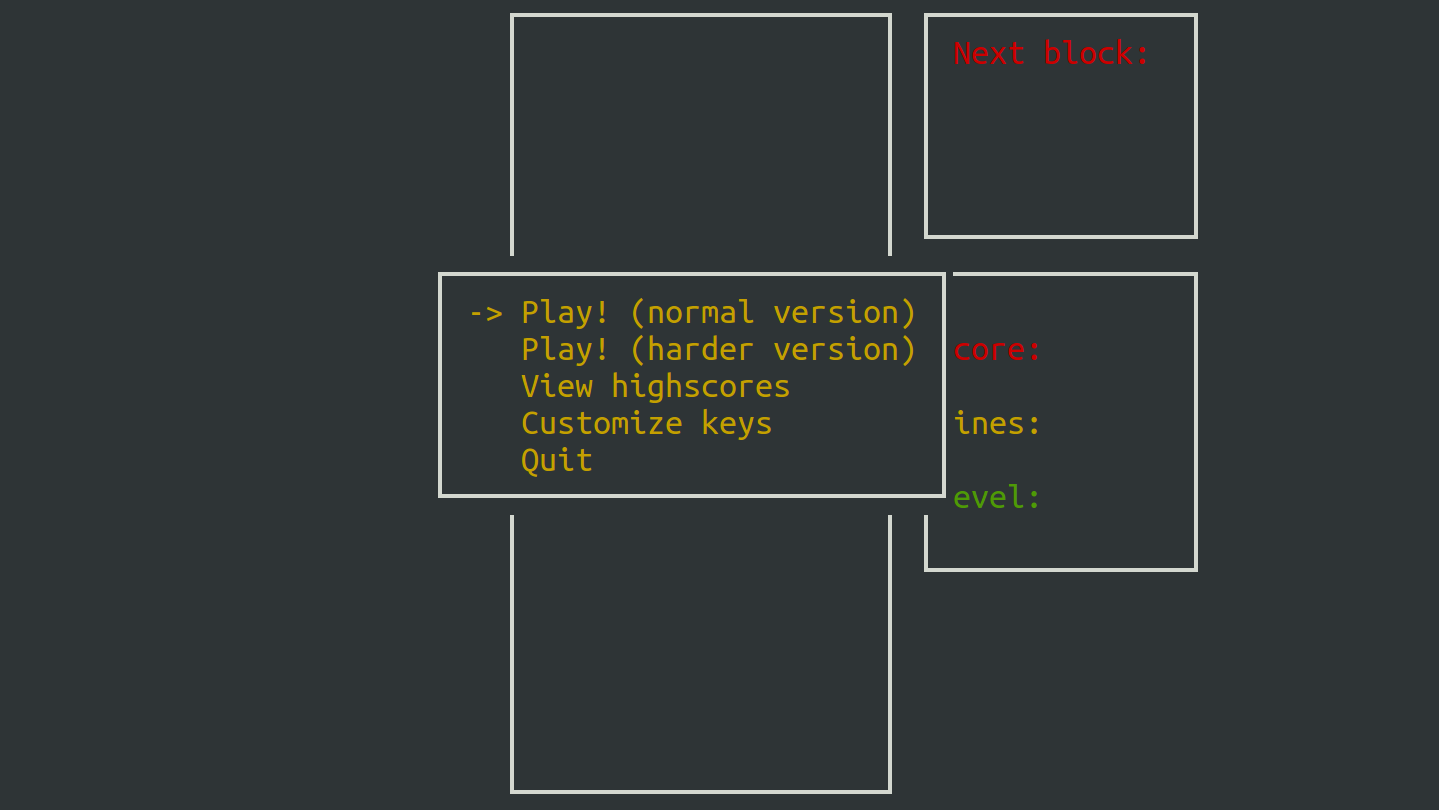 Next block:
-> Play! (normal version)
Play! (harder version)
core:
View highscores
Customize keys
ines:
Quit
evel: